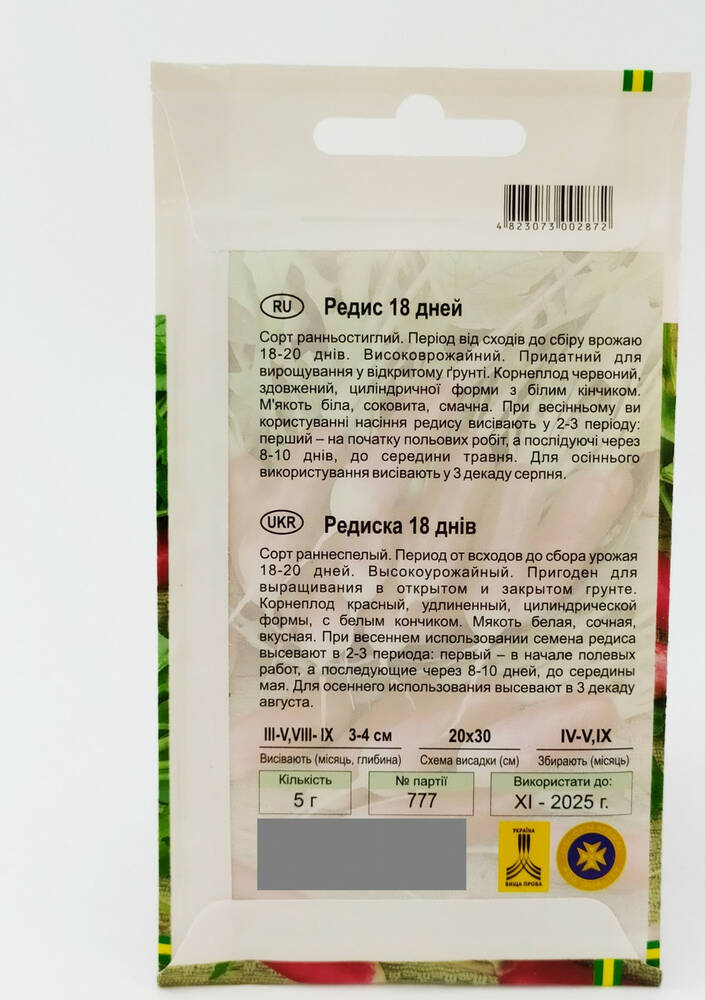 4 823073 002872
RU Редис 18 дней
Сорт ранньостиглий. Період від сходів до сбіру врожаю
18-20 днів. Високоврожайний. Придатний для
вирощування у відкритому ґрунті. Корнеплод червоний,
здовжений, циліндричної форми з білим кінчиком.
М'якоть біла, соковита, смачна. При весінньому ви
користуванні насіння редису висівають у 2-3 періоду:
перший – на початку польових робіт, а послідуючі через
8-10 днів, до середини травня. Для осіннього
використування висівають у 3 декаду серпня.
UKR Редиска 18 днів
Сорт раннеспелый. Период от всходов до сбора урожая
18-20 дней. Высокоурожайный. Пригоден для
выращивания в открытом и закрытом грунте.
Корнеплод красный, удлиненный, цилиндрической
формы, с белым кончиком. Мякоть белая, сочная,
вкусная. При весеннем использовании семена редиса
высевают в 2-3 периода: первый – в начале полевых
работ, а последующие через 8-10 дней, до середины
мая. Для осеннего использования высевают в 3 декаду
августа.
III-V,VIII- IX 3-4 см 20х30 IV-V,IX
Висівають (місяць, глибина) Схема висадки (см) Збирають (місяць)
Кількість № партії Використати до:
5 г 777 XI - 2025 г.
УКРАЇНА
ВИЩА ПРОБА